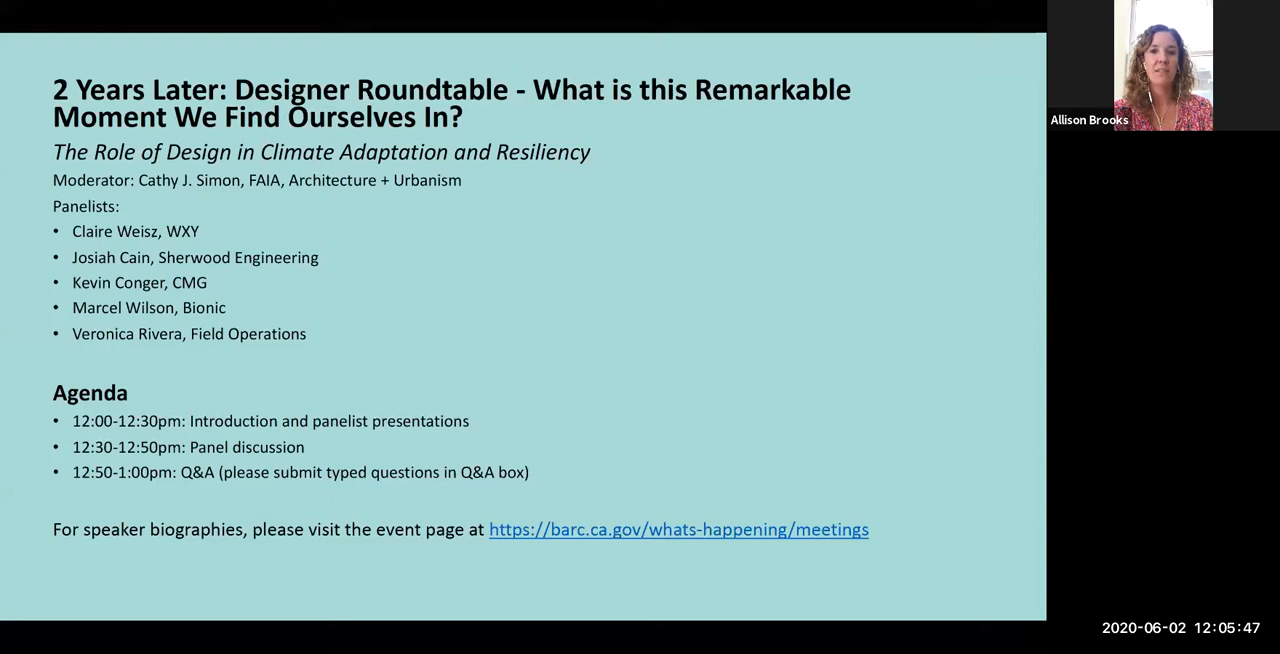 2 Years Later: Designer Roundtable - What is this Remarkable
Moment We Find Ourselves In?
The Role of Design in Climate Adaptation and Resiliency
Moderator: Cathy J. Simon, FAIA, Architecture + Urbanism
Panelists:
• Claire Weisz, WXY
• Josiah Cain, Sherwood Engineering
• Kevin Conger, CMG
• Marcel Wilson, Bionic
• Veronica Rivera, Field Operations
Agenda
• 12:00-12:30pm: Introduction and panelist presentations
• 12:30-12:50pm: Panel discussion
• 12:50-1:00pm: Q&A (please submit typed questions in Q&A box)
For speaker biographies, please visit the event page at https://barc.ca.gov/whats-happening/meetings
Allison Brooks
2020-06-02 12:05:47